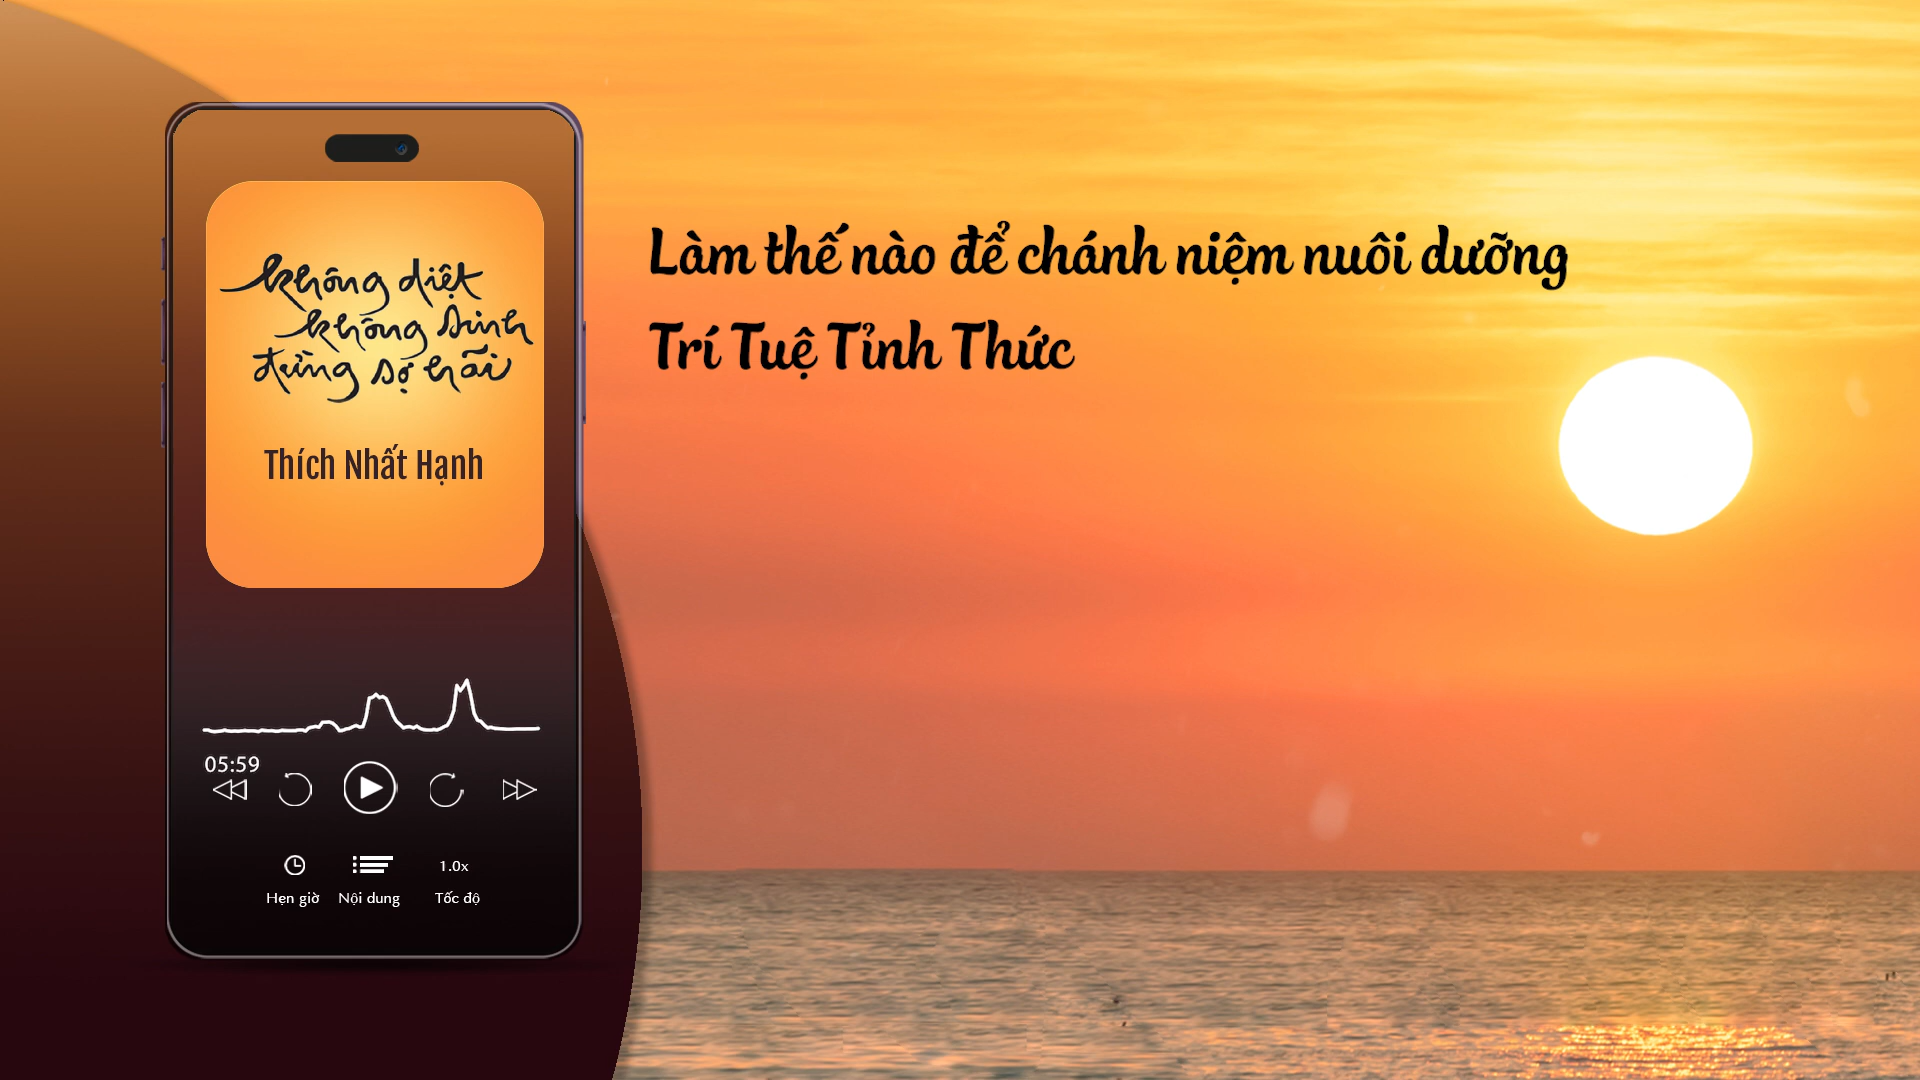 không diệt
không sinh
đừng sợ hãi
Thích Nhất Hạnh
05:59
1.0x
Hẹn giờ
Nội dung
Tốc độ
Làm thế nào để chánh niệm nuôi dưỡng
Trí Tuệ Tỉnh Thức